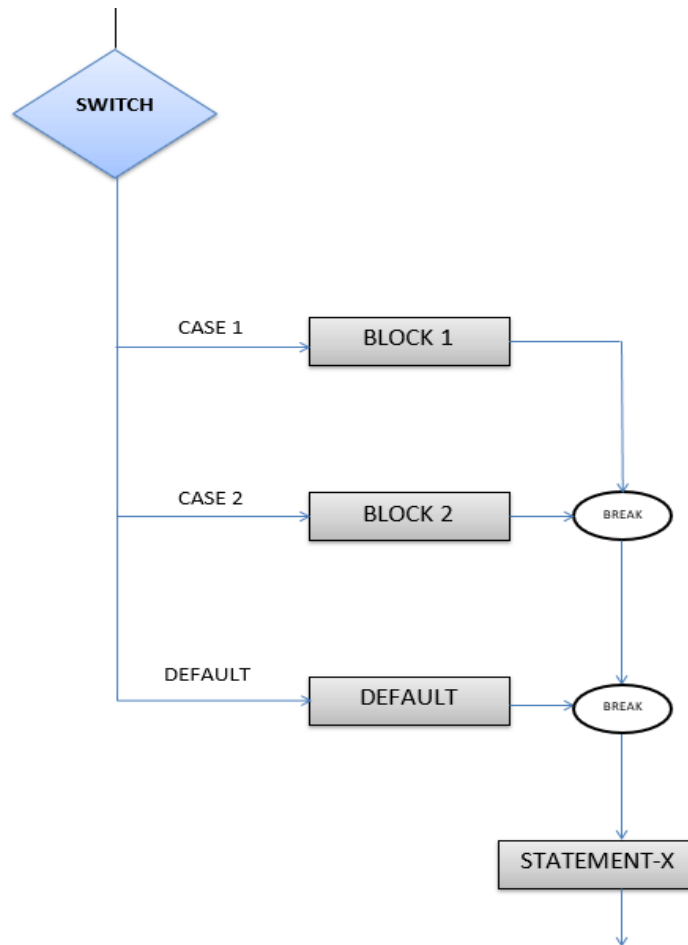 SWITCH
CASE 1
BLOCK 1
CASE 2
BLOCK 2
BREAK
DEFAULT
DEFAULT
BREAK
STATEMENT-X